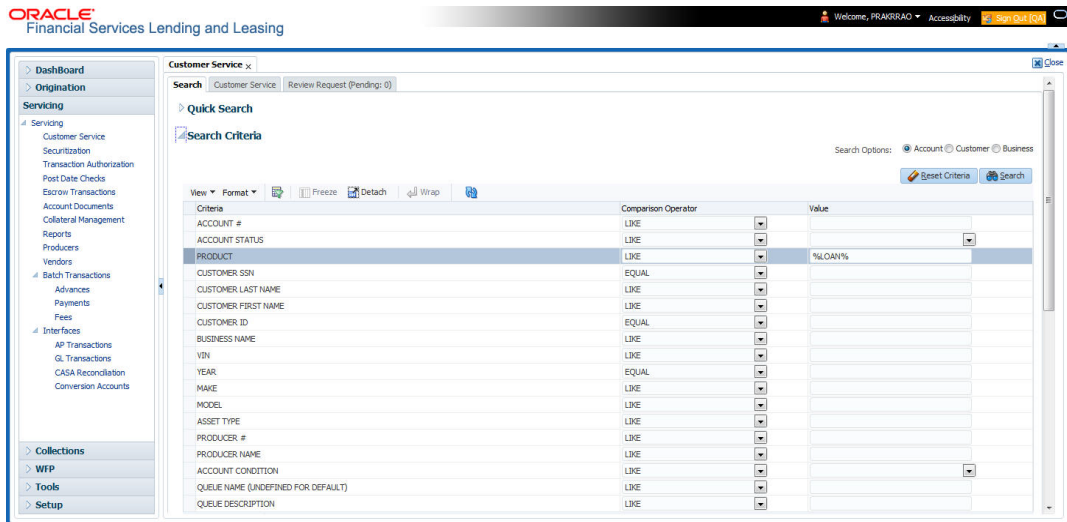 ORACLE
Financial Services Lending and Leasing
Welcome, PRAKRRAO
Accessibility
Sign Out [QA]
Close
DashBoard
Origination
Servicing
Servicing
Customer Service
Securitization
Transaction Authorization
Post Date Checks
Escrow Transactions
Account Documents
Collateral Management
Reports
Producers
Vendors
Batch Transactions
Advances
Payments
Fees
Interfaces
AP Transactions
GL Transactions
CASA Reconciliation
Conversion Accounts
Collections
WFP
Tools
Setup
Customer Service x
Search Customer Service Review Request (Pending: 0)
Quick Search
Search Criteria
Search Options: Account Customer Business
Reset Criteria Search
View Format Freeze Detach Wrap
Criteria Comparison Operator Value
ACCOUNT # LIKE
ACCOUNT STATUS LIKE
PRODUCT LIKE %LOAN%
CUSTOMER SSN EQUAL
CUSTOMER LAST NAME LIKE
CUSTOMER FIRST NAME LIKE
CUSTOMER ID EQUAL
BUSINESS NAME LIKE
VIN LIKE
YEAR EQUAL
MAKE LIKE
MODEL LIKE
ASSET TYPE LIKE
PRODUCER # LIKE
PRODUCER NAME LIKE
ACCOUNT CONDITION LIKE
QUEUE NAME (UNDEFINED FOR DEFAULT) LIKE
QUEUE DESCRIPTION LIKE